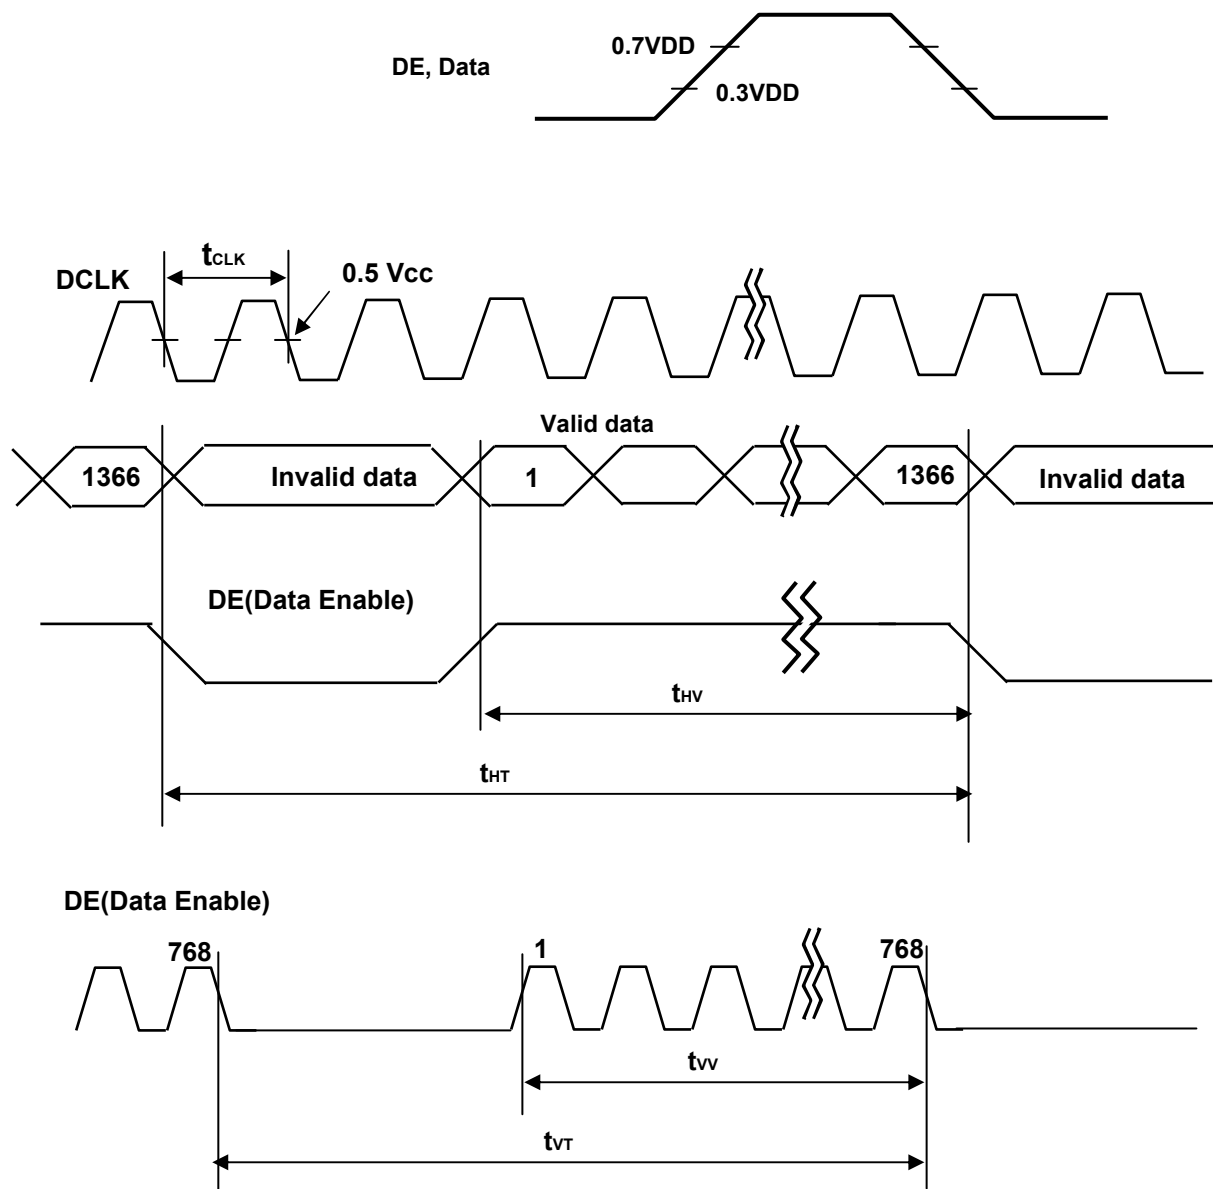 0.7VDD
DE, Data
0.3VDD
tCLK
DCLK
0.5 Vcc
Valid data
1366
Invalid data
1
1366
Invalid data
DE(Data Enable)
tHV
tHT
DE(Data Enable)
768
1
768
tVV
tVT